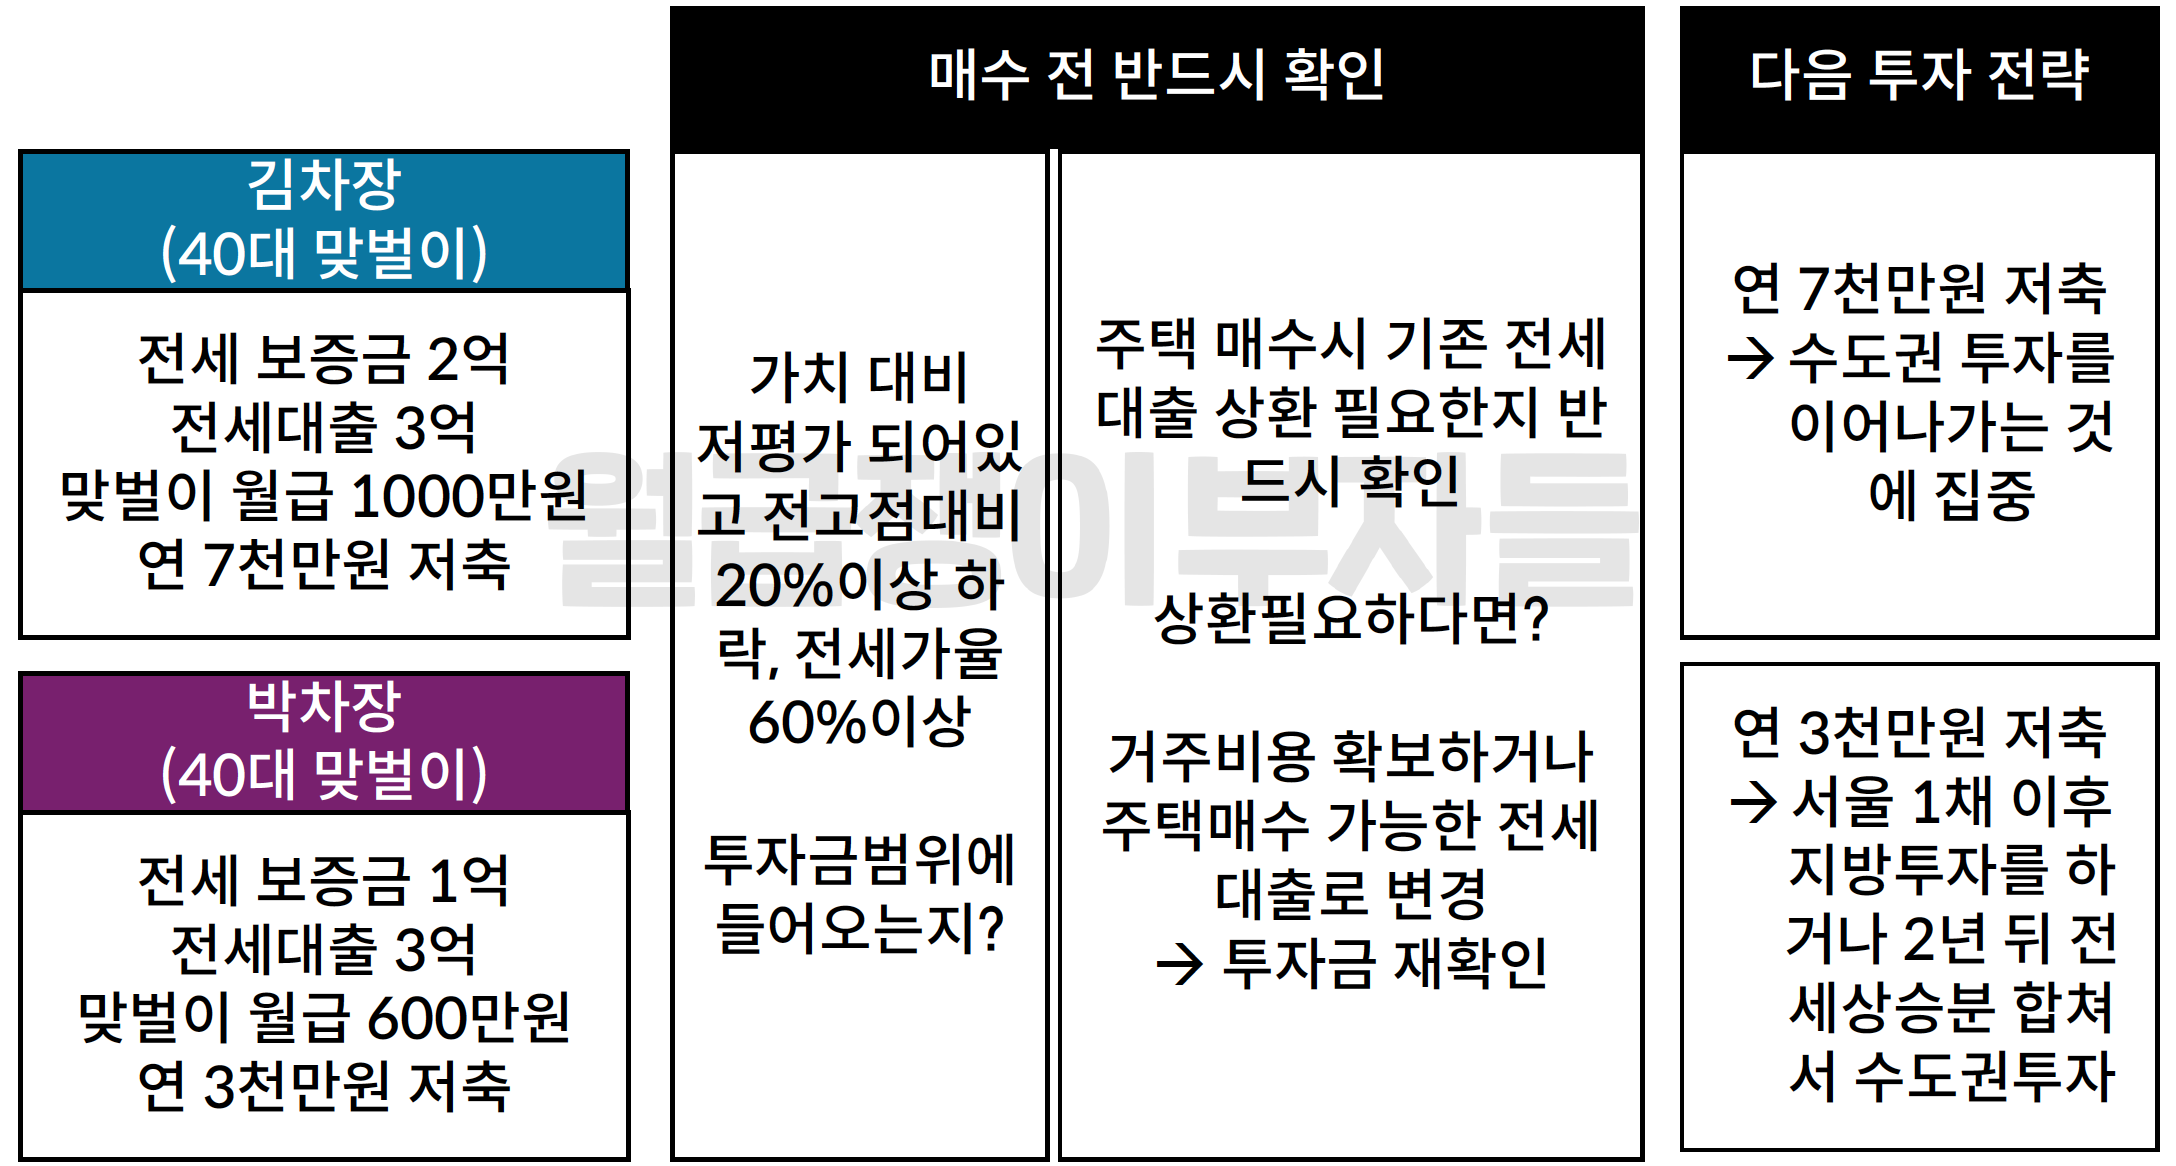 매수 전 반드시 확인
다음 투자 전략
김차장
(40대 맞벌이)
전세 보증금 2억
전세대출 3억
맞벌이 월급 1000만원
연 7천만원 저축
박차장
(40대 맞벌이)
전세 보증금 1억
전세대출 3억
맞벌이 월급 600만원
연 3천만원 저축
가치 대비
저평가 되어있
고 전고점대비
20%이상 하
락, 전세가율
60%이상
투자금범위에
들어오는지?
주택 매수시 기존 전세
대출 상환 필요한지 반
드시 확인
상환필요하다면?
거주비용 확보하거나
주택매수 가능한 전세
대출로 변경
→ 투자금 재확인
연 7천만원 저축
→ 수도권 투자를
이어나가는 것
에 집중
연 3천만원 저축
→ 서울 1채 이후
지방투자를 하
거나 2년 뒤 전
세상승분 합쳐
서 수도권투자
월급쟁이부자들